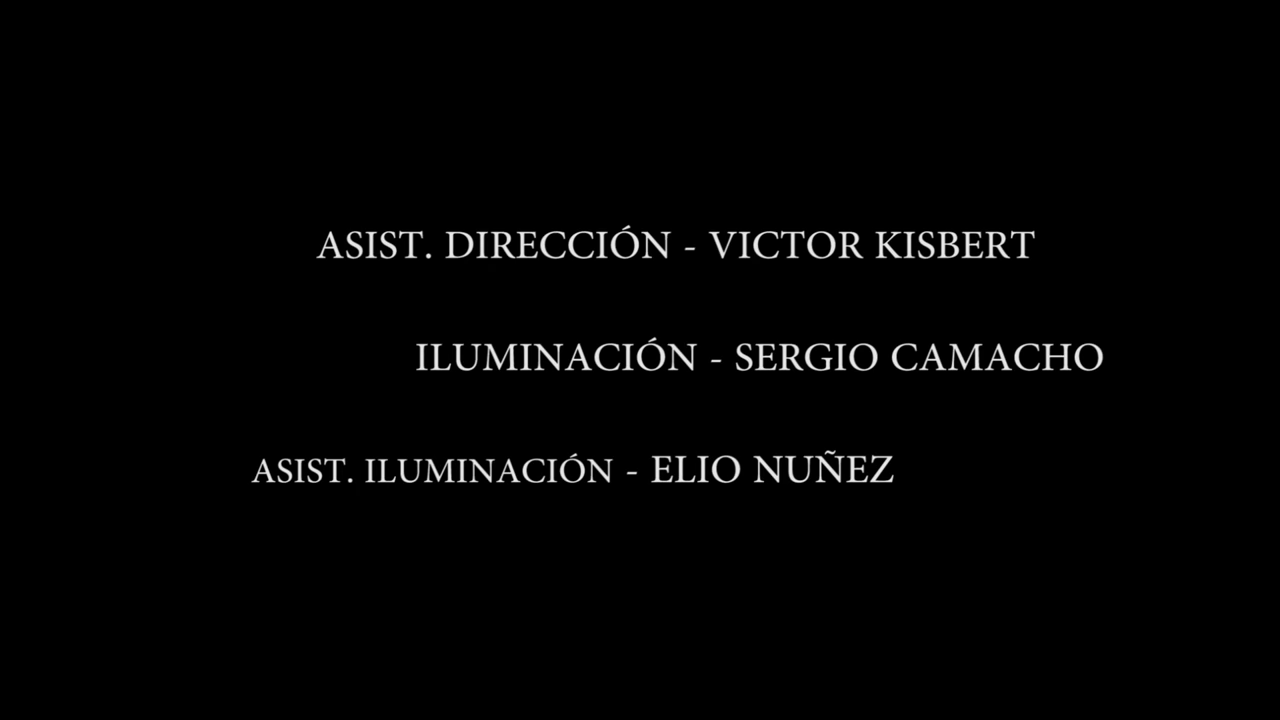 ASIST. DIRECCIÓN - VICTOR KISBERT
ILUMINACIÓN - SERGIO CAMACHO
ASIST. ILUMINACIÓN - ELIO NUÑEZ